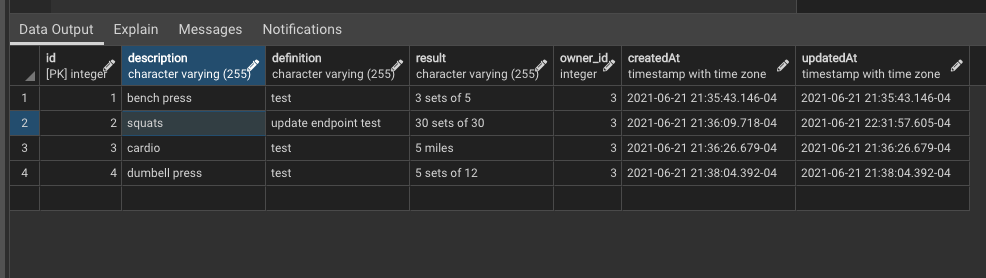 Data Output Explain Messages Notifications
id description definition result owner_id createdAt updatedAt
[PK] integer character varying (255) character varying (255) character varying (255) integer timestamp with time zone timestamp with time zone
1 1 bench press test 3 sets of 5 3 2021-06-21 21:35:43.146-04 2021-06-21 21:35:43.146-04
2 2 squats update endpoint test 30 sets of 30 3 2021-06-21 21:36:09.718-04 2021-06-21 22:31:57.605-04
3 3 cardio test 5 miles 3 2021-06-21 21:36:26.679-04 2021-06-21 21:36:26.679-04
4 4 dumbell press test 5 sets of 12 3 2021-06-21 21:38:04.392-04 2021-06-21 21:38:04.392-04